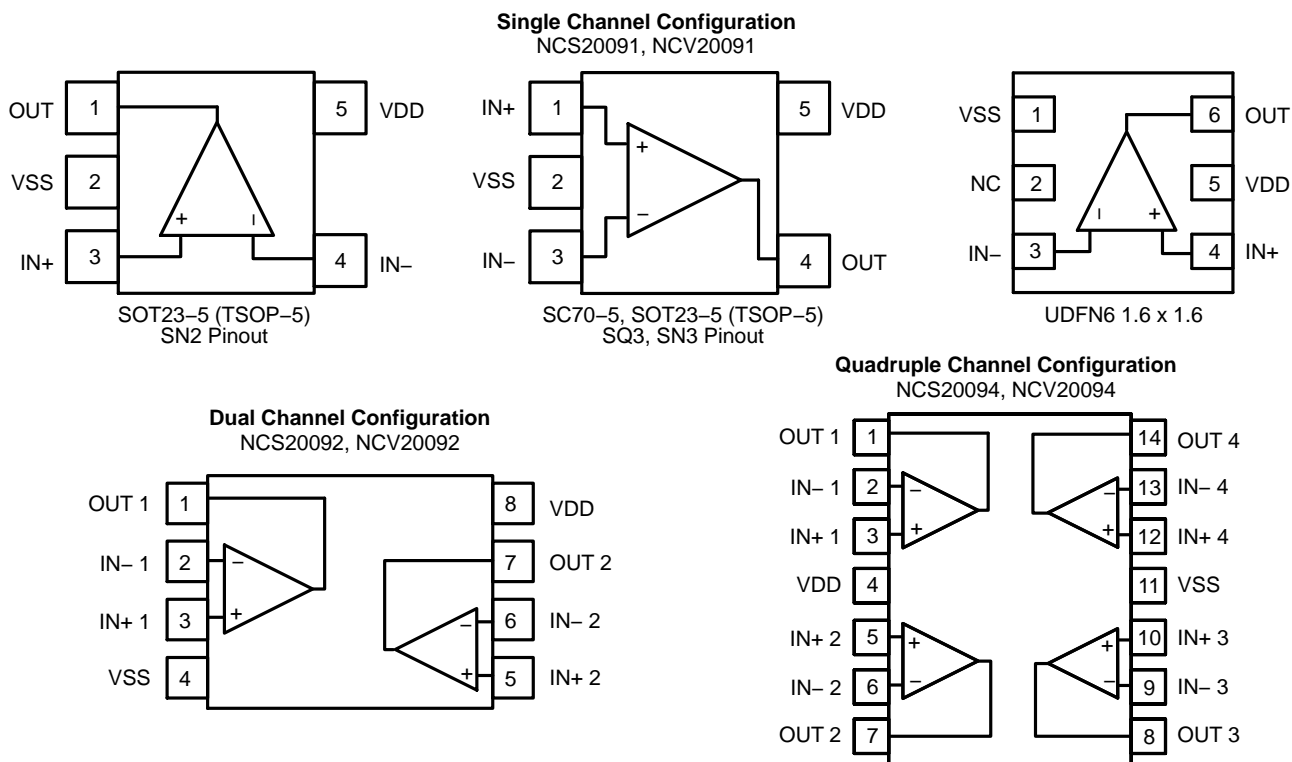 Single Channel Configuration
NCS20091, NCV20091
OUT 1 5 VDD
VSS 2
IN+ 3 4 IN−
+ −
SOT23−5 (TSOP−5)
SN2 Pinout
IN+ 1 5 VDD
VSS 2
IN− 3 4 OUT
+
−
SC70−5, SOT23−5 (TSOP−5)
SQ3, SN3 Pinout
VSS 1 6 OUT
NC 2 5 VDD
IN− 3 4 IN+
− +
UDFN6 1.6 x 1.6
Dual Channel Configuration
NCS20092, NCV20092
OUT 1 1 8 VDD
IN− 1 2 − 7 OUT 2
IN+ 1 3 + − 6 IN− 2
VSS 4 + 5 IN+ 2
Quadruple Channel Configuration
NCS20094, NCV20094
OUT 1 1 14 OUT 4
IN− 1 2 − − 13 IN− 4
IN+ 1 3 + + 12 IN+ 4
VDD 4 11 VSS
IN+ 2 5 + + 10 IN+ 3
IN− 2 6 − − 9 IN− 3
OUT 2 7 8 OUT 3